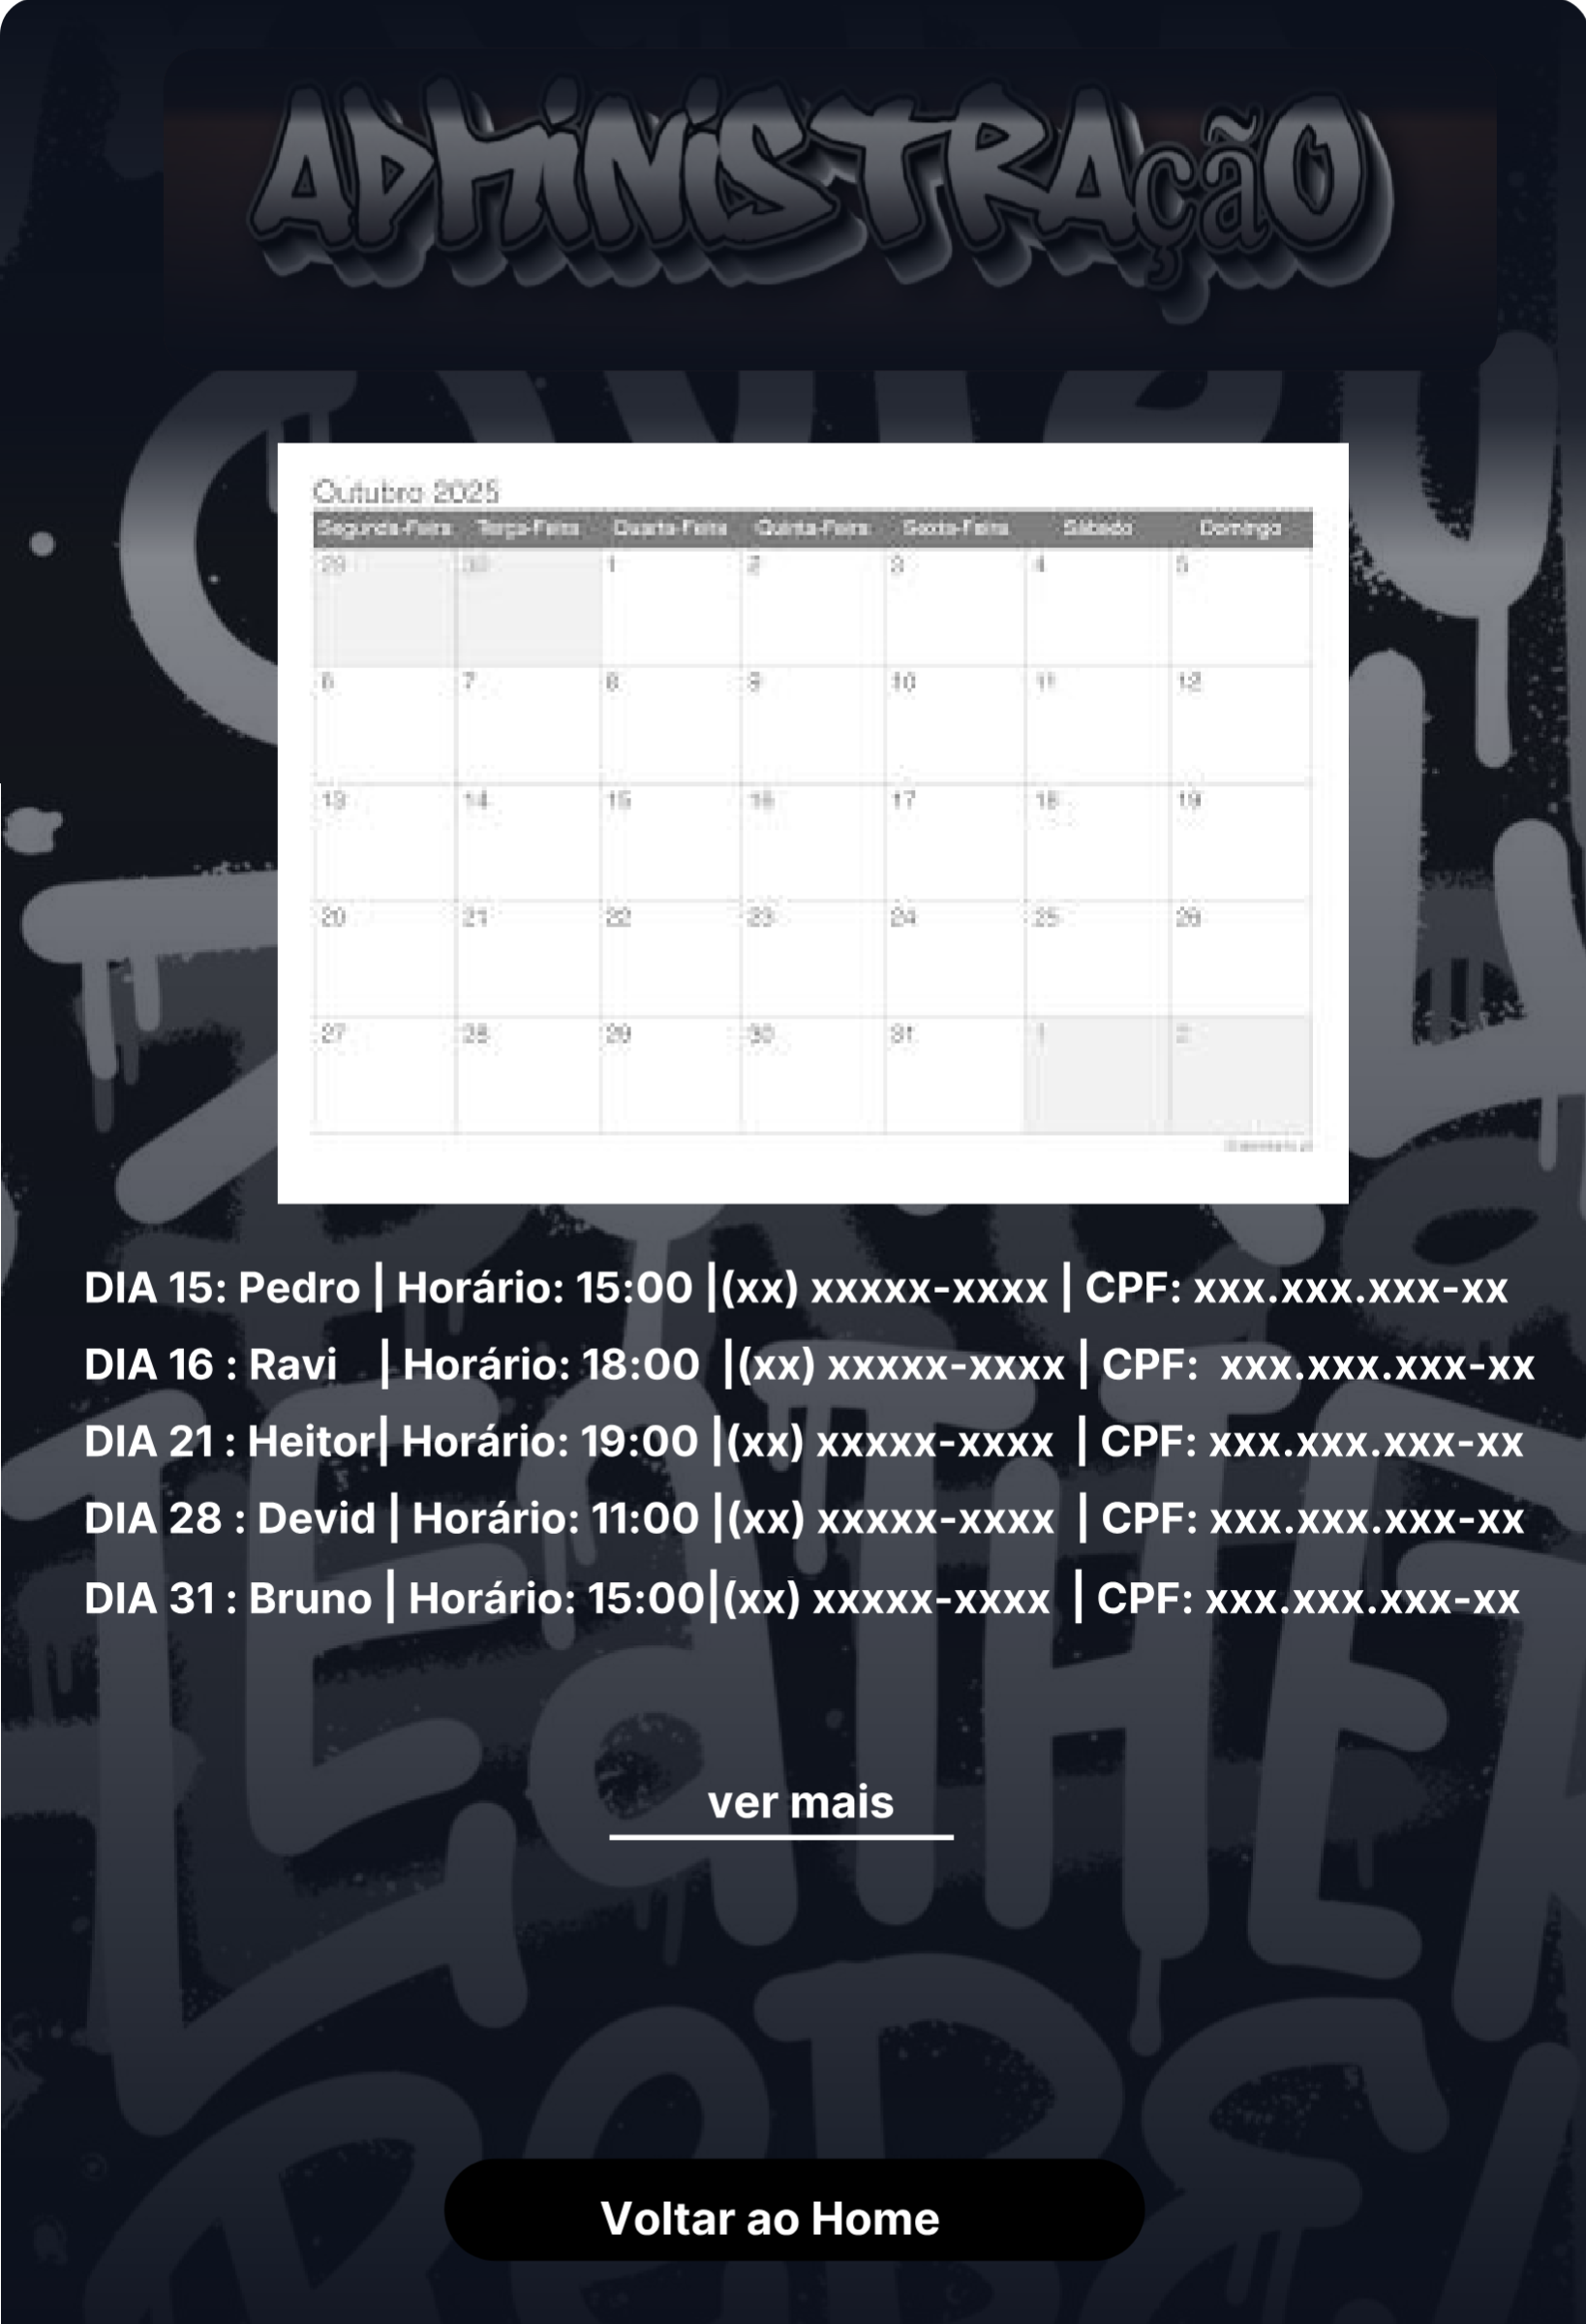 ADMINISTRAçãO
Outubro 2025
Segunda-Feira Terça-Feira Quarta-Feira Quinta-Feira Sexta-Feira Sábado Domingo
29 30 1 2 3 4 5
6 7 8 9 10 11 12
13 14 15 16 17 18 19
20 21 22 23 24 25 26
27 28 29 30 31 1 2
DIA 15: Pedro | Horário: 15:00 |(xx) xxxxx-xxxx | CPF: xxx.xxx.xxx-xx
DIA 16 : Ravi | Horário: 18:00 |(xx) xxxxx-xxxx | CPF: xxx.xxx.xxx-xx
DIA 21 : Heitor| Horário: 19:00 |(xx) xxxxx-xxxx | CPF: xxx.xxx.xxx-xx
DIA 28 : Devid | Horário: 11:00 |(xx) xxxxx-xxxx | CPF: xxx.xxx.xxx-xx
DIA 31 : Bruno | Horário: 15:00|(xx) xxxxx-xxxx | CPF: xxx.xxx.xxx-xx
ver mais
Voltar ao Home